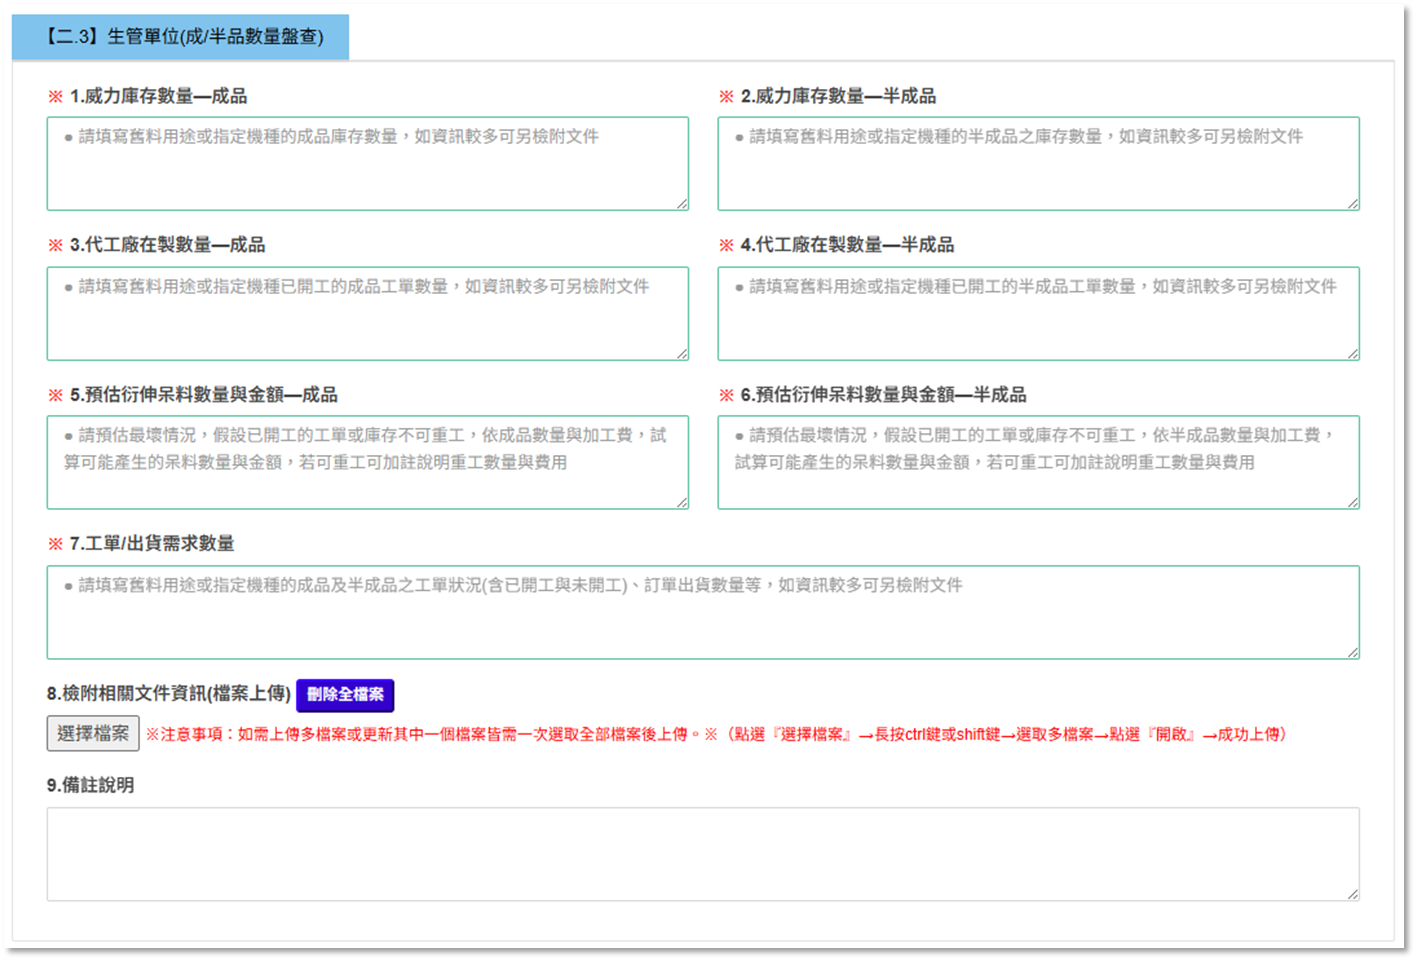 【二.3】生管單位(成/半品數量盤查)
※ 1.威力庫存數量—成品
● 請填寫舊料用途或指定機種的成品庫存數量，如資訊較多可另檢附文件
※ 2.威力庫存數量—半成品
● 請填寫舊料用途或指定機種的半成品之庫存數量，如資訊較多可另檢附文件
※ 3.代工廠在製數量—成品
● 請填寫舊料用途或指定機種已開工的成品工單數量，如資訊較多可另檢附文件
※ 4.代工廠在製數量—半成品
● 請填寫舊料用途或指定機種已開工的半成品工單數量，如資訊較多可另檢附文件
※ 5.預估衍伸呆料數量與金額—成品
● 請預估最壞情況，假設已開工的工單或庫存不可重工，依成品數量與加工費，試
算可能產生的呆料數量與金額，若可重工可加註說明重工數量與費用
※ 6.預估衍伸呆料數量與金額—半成品
● 請預估最壞情況，假設已開工的工單或庫存不可重工，依半成品數量與加工費，
試算可能產生的呆料數量與金額，若可重工可加註說明重工數量與費用
※ 7.工單/出貨需求數量
● 請填寫舊料用途或指定機種的成品及半成品之工單狀況(含已開工與未開工)、訂單出貨數量等，如資訊較多可另檢附文件
8.檢附相關文件資訊(檔案上傳) 刪除全檔案
選擇檔案 ※注意事項：如需上傳多檔案或更新其中一個檔案皆需一次選取全部檔案後上傳。※（點選『選擇檔案』→長按ctrl鍵或shift鍵→選取多檔案→點選『開啟』→成功上傳）
9.備註說明